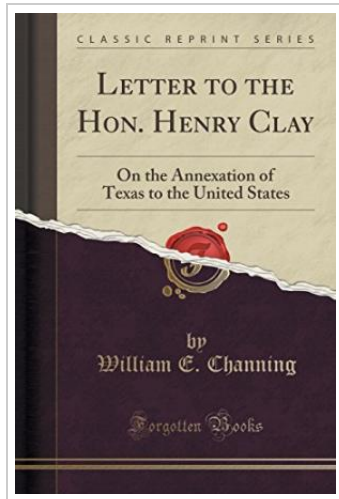 CLASSIC REPRINT SERIES
LETTER TO THE
HON. HENRY CLAY
On the Annexation of
Texas to the United States
by
William E. Channing
Forgotten Books